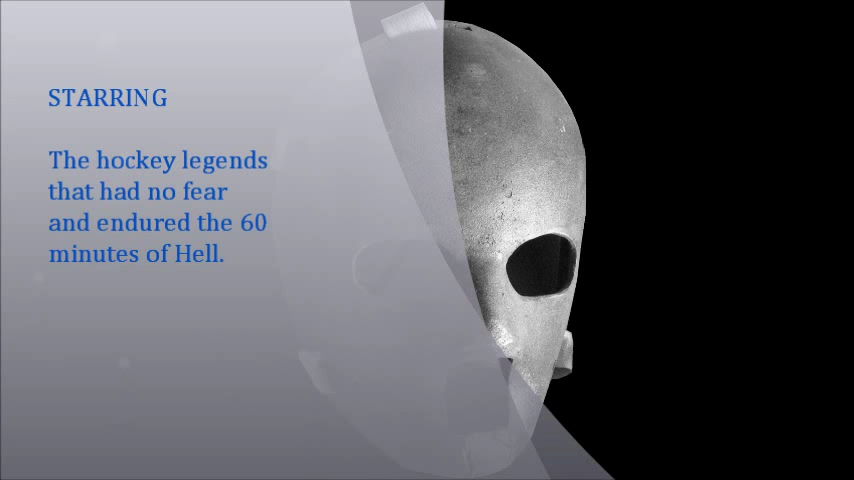 STARRING
The hockey legends
that had no fear
and endured the 60
minutes of Hell.